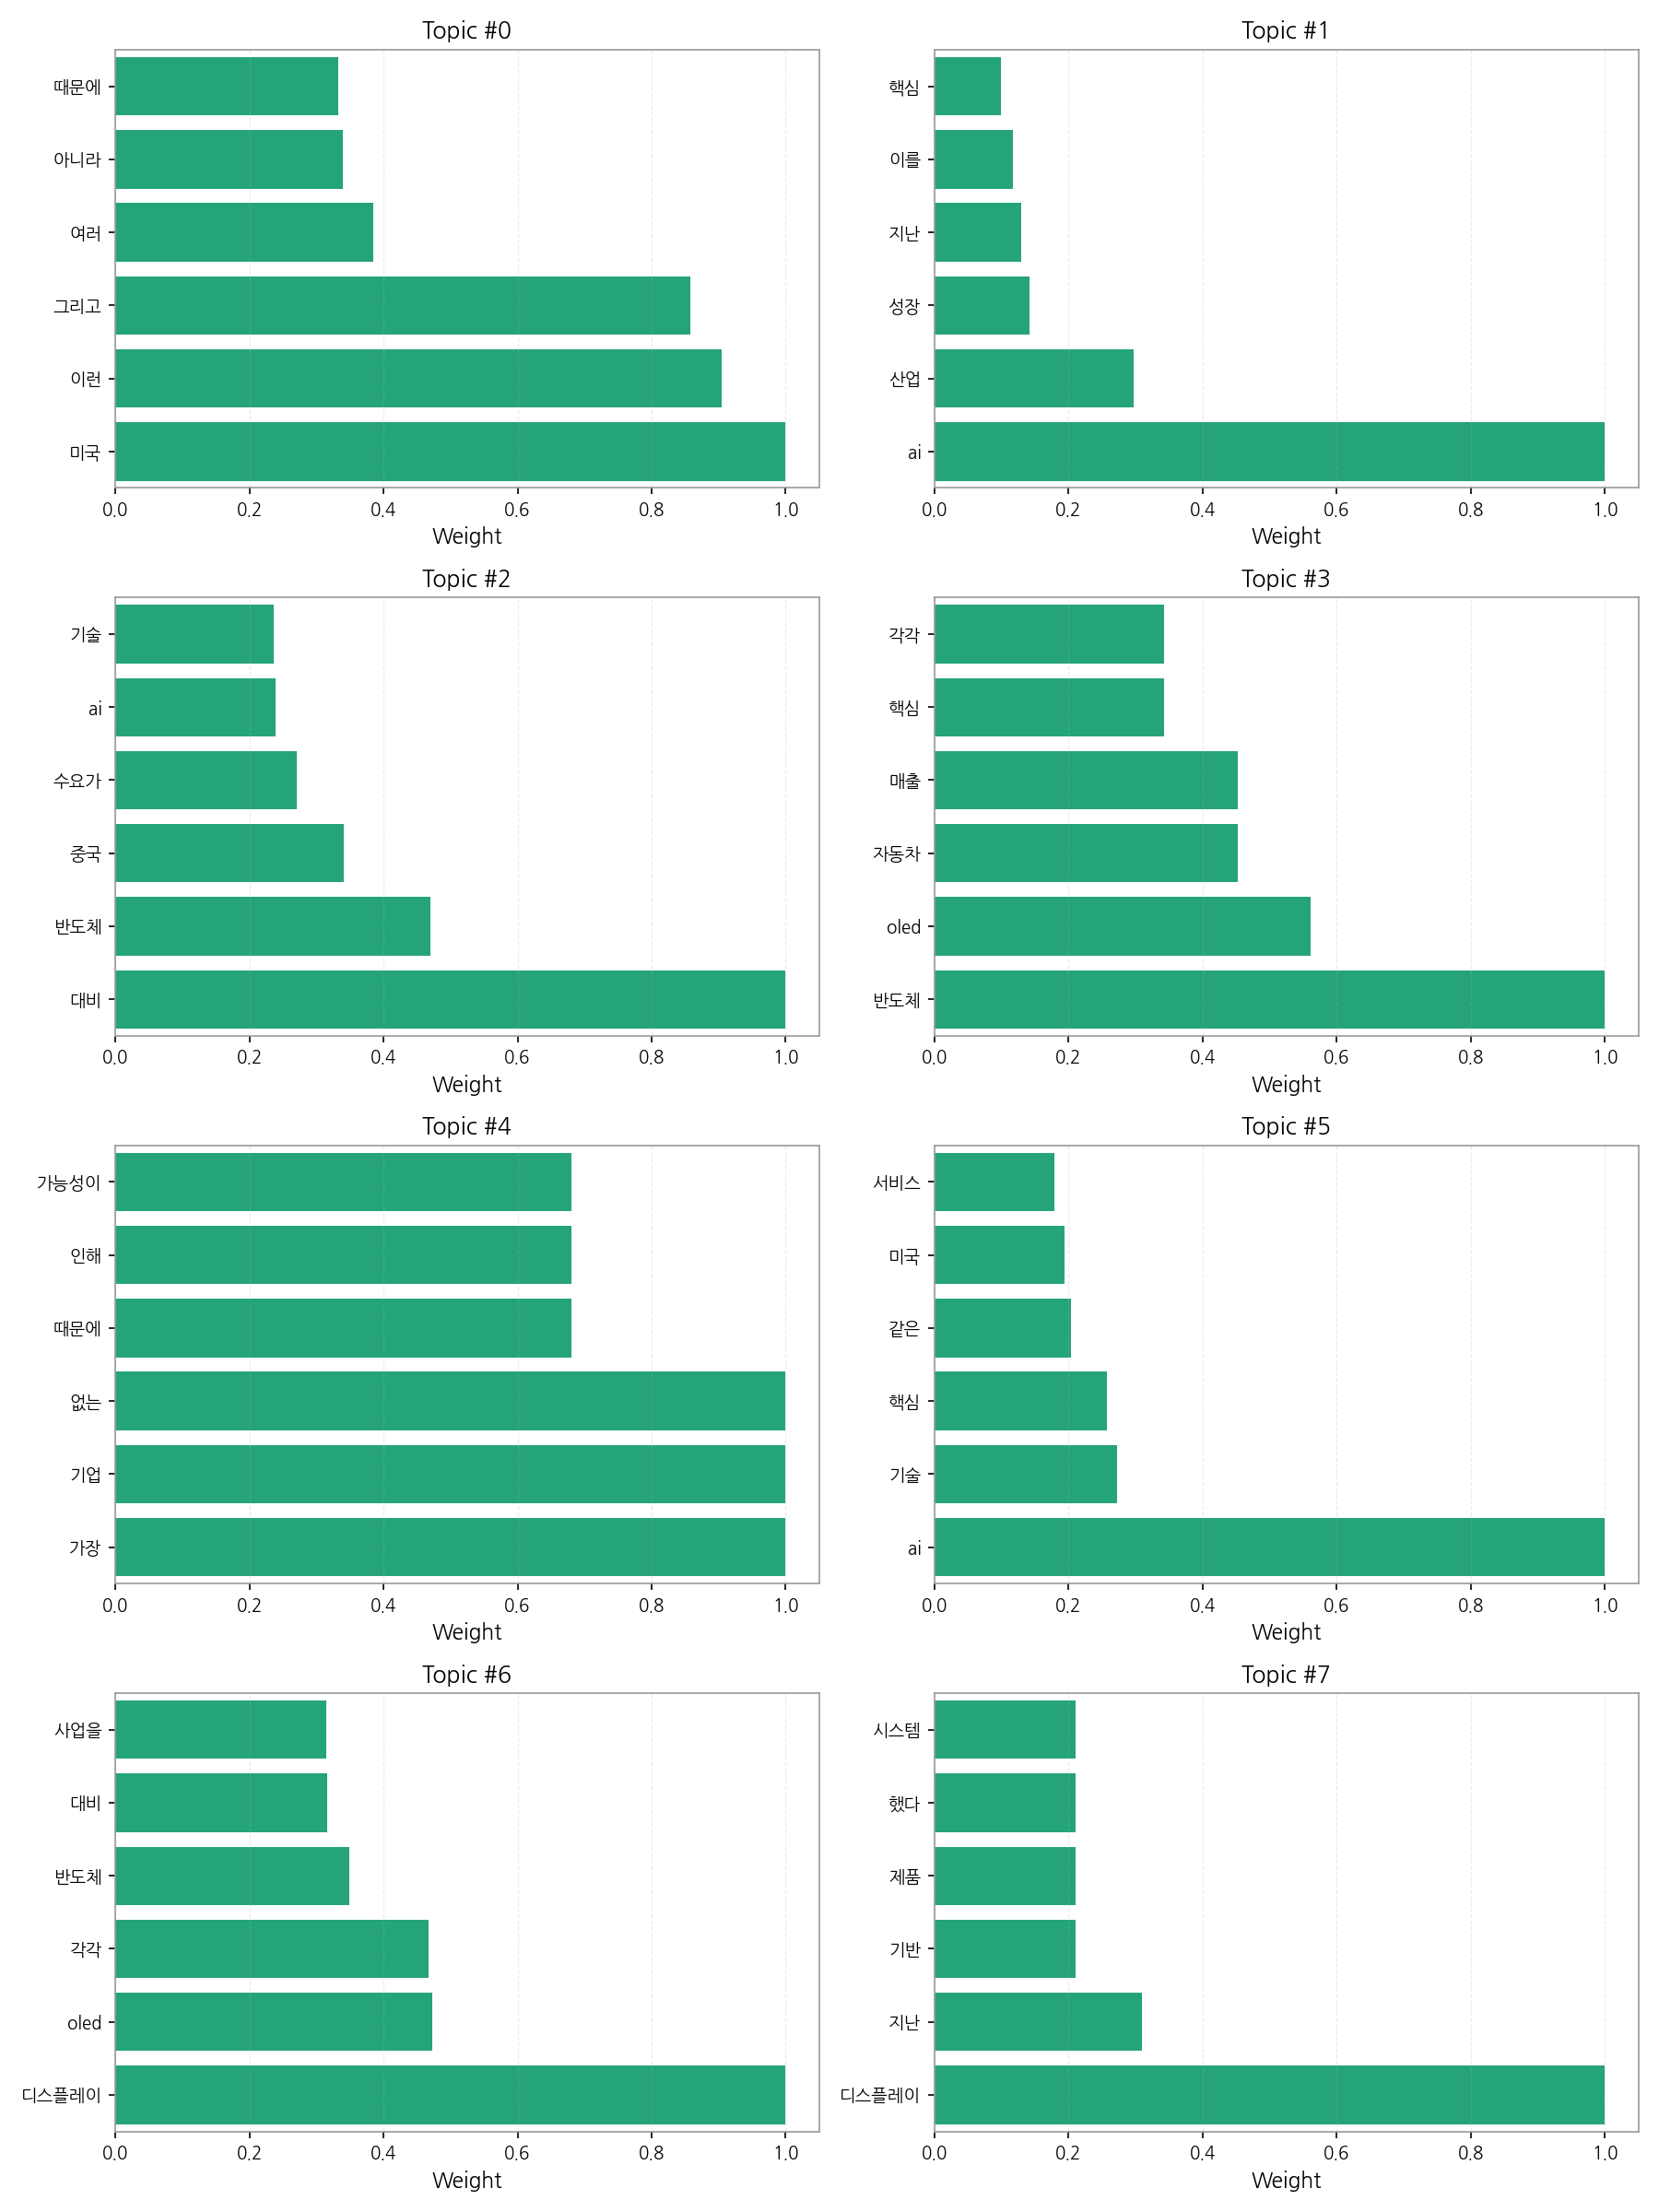 Topic #0
때문에
아니라
여러
그리고
이런
미국
0.0 0.2 0.4 0.6 0.8 1.0
Weight
Topic #1
핵심
이를
지난
성장
산업
ai
0.0 0.2 0.4 0.6 0.8 1.0
Weight
Topic #2
기술
ai
수요가
중국
반도체
대비
0.0 0.2 0.4 0.6 0.8 1.0
Weight
Topic #3
각각
핵심
매출
자동차
oled
반도체
0.0 0.2 0.4 0.6 0.8 1.0
Weight
Topic #4
가능성이
인해
때문에
없는
기업
가장
0.0 0.2 0.4 0.6 0.8 1.0
Weight
Topic #5
서비스
미국
같은
핵심
기술
ai
0.0 0.2 0.4 0.6 0.8 1.0
Weight
Topic #6
사업을
대비
반도체
각각
oled
디스플레이
0.0 0.2 0.4 0.6 0.8 1.0
Weight
Topic #7
시스템
했다
제품
기반
지난
디스플레이
0.0 0.2 0.4 0.6 0.8 1.0
Weight